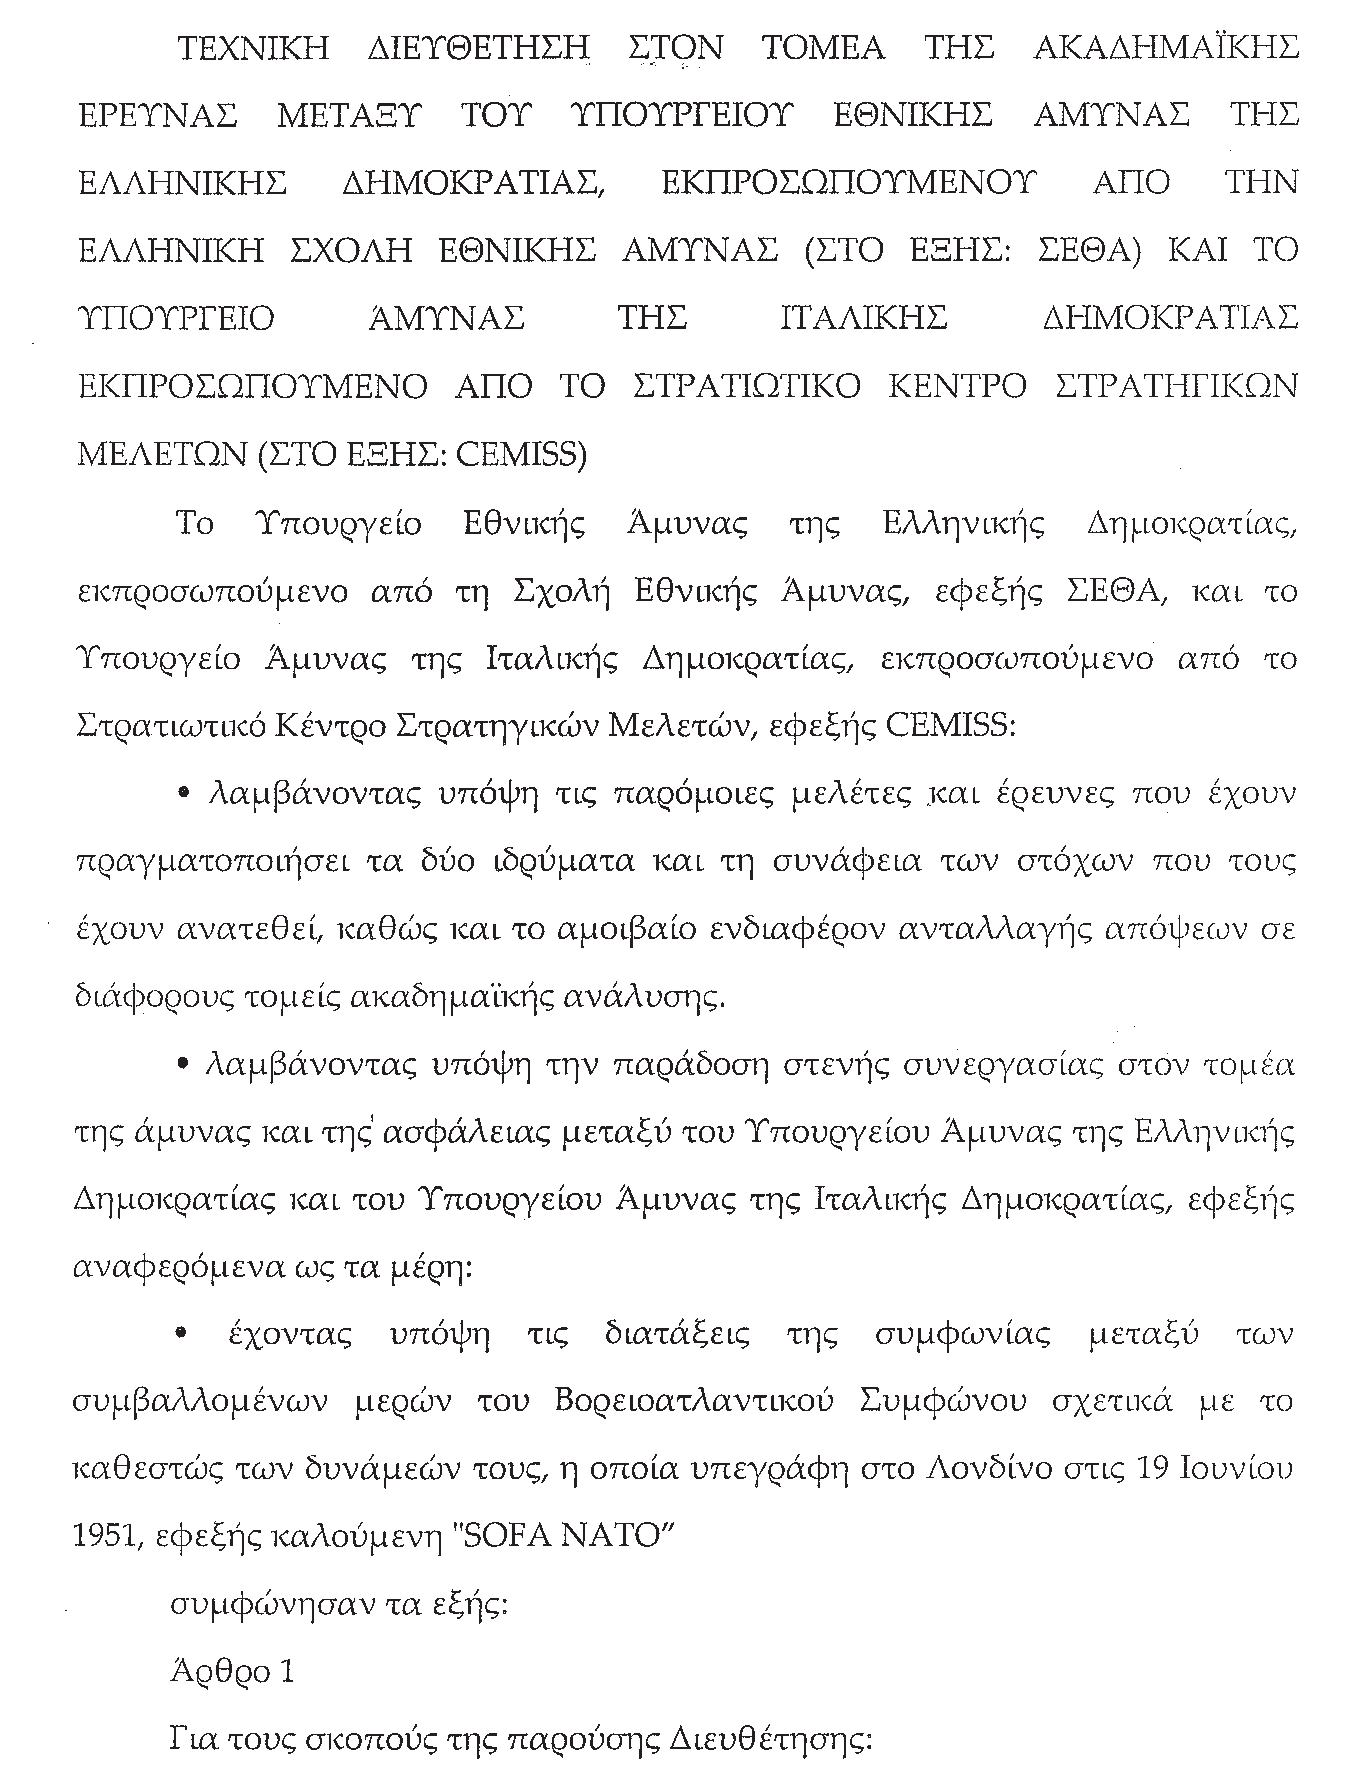 ΤΕΧΝΙΚΗ ΔΙΕΥΘΕΤΗΣΗ ΣΤΟΝ ΤΟΜΕΑ ΤΗΣ ΑΚΑΔΗΜΑΪΚΗΣ
ΕΡΕΥΝΑΣ ΜΕΤΑΞΥ ΤΟΥ ΥΠΟΥΡΓΕΙΟΥ ΕΘΝΙΚΗΣ ΑΜΥΝΑΣ ΤΗΣ
ΕΛΛΗΝΙΚΗΣ ΔΗΜΟΚΡΑΤΙΑΣ, ΕΚΠΡΟΣΩΠΟΥΜΕΝΟΥ ΑΠΟ ΤΗΝ
ΕΛΛΗΝΙΚΗ ΣΧΟΛΗ ΕΘΝΙΚΗΣ ΑΜΥΝΑΣ (ΣΤΟ ΕΞΗΣ: ΣΕΘΑ) ΚΑΙ ΤΟ
ΥΠΟΥΡΓΕΙΟ ΆΜΥΝΑΣ ΤΗΣ ΙΤΑΛΙΚΗΣ ΔΗΜΟΚΡΑΤΙΑΣ
ΕΚΠΡΟΣΩΠΟΥΜΕΝΟ ΑΠΟ ΤΟ ΣΤΡΑΤΙΩΤΙΚΟ ΚΕΝΤΡΟ ΣΤΡΑΤΗΓΙΚΩΝ
ΜΕΛΕΤΩΝ (ΣΤΟ ΕΞΗΣ: CEMISS)
Το Υπουργείο Εθνικής Άμυνας της Ελληνικής Δημοκρατίας,
εκπροσωπούμενο από τη Σχολή Εθνικής Άμυνας, εφεξής ΣΕΘΑ, και το
Υπουργείο Άμυνας της Ιταλικής Δημοκρατίας, εκπροσωπούμενο από το
Στρατιωτικό Κέντρο Στρατηγικών Μελετών, εφεξής CEMISS:
• λαμβάνοντας υπόψη τις παρόμοιες μελέτες και έρευνες που έχουν
πραγματοποιήσει τα δύο ιδρύματα και τη συνάφεια των στόχων που τους
έχουν ανατεθεί, καθώς και το αμοιβαίο ενδιαφέρον ανταλλαγής απόψεων σε
διάφορους τομείς ακαδημαϊκής ανάλυσης.
• λαμβάνοντας υπόψη την παράδοση στενής συνεργασίας στον τομέα
της άμυνας και της ασφάλειας μεταξύ του Υπουργείου Άμυνας της Ελληνικής
Δημοκρατίας και του Υπουργείου Άμυνας της Ιταλικής Δημοκρατίας, εφεξής
αναφερόμενα ως τα μέρη:
• έχοντας υπόψη τις διατάξεις της συμφωνίας μεταξύ των
συμβαλλομένων μερών του Βορειοατλαντικού Συμφώνου σχετικά με το
καθεστώς των δυνάμεών τους, η οποία υπεγράφη στο Λονδίνο στις 19 Ιουνίου
1951, εφεξής καλούμενη "SOFA NATO"
συμφώνησαν τα εξής:
Άρθρο 1
Για τους σκοπούς της παρούσης Διευθέτησης: